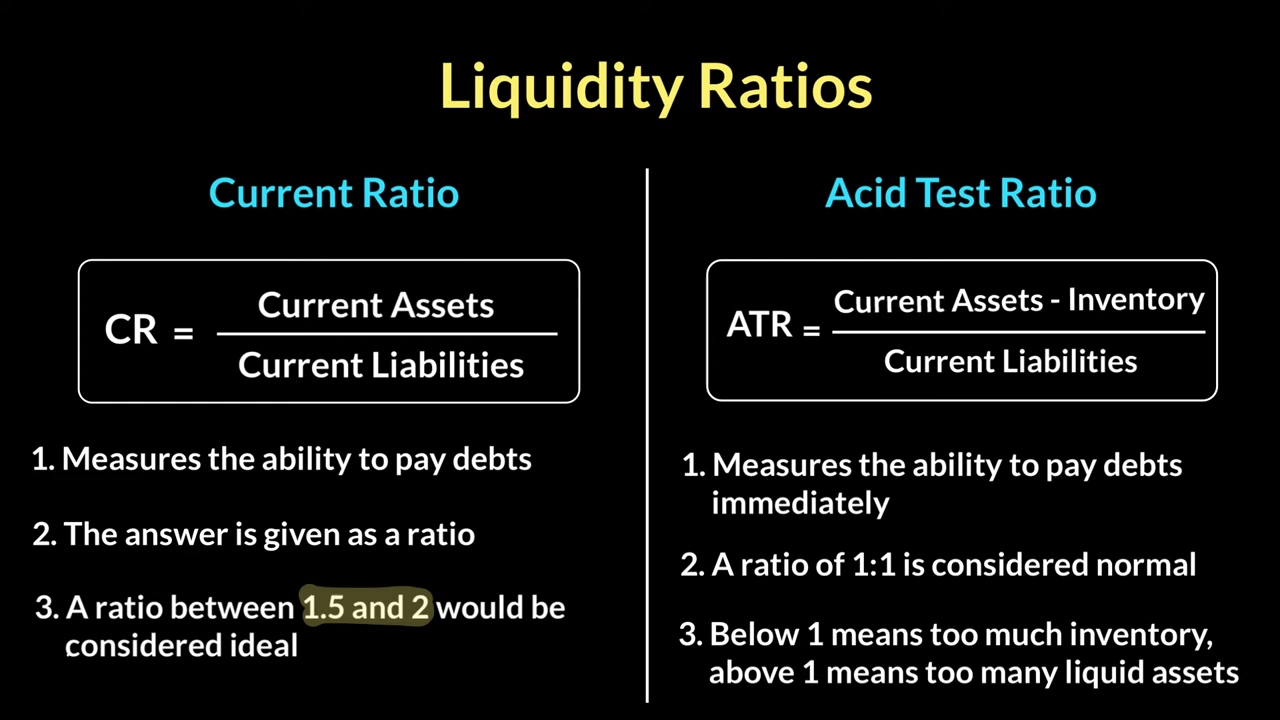 Liquidity Ratios
Current Ratio
CR = Current Assets
Current Liabilities
1. Measures the ability to pay debts
2. The answer is given as a ratio
3. A ratio between 1.5 and 2 would be
considered ideal
Acid Test Ratio
ATR = Current Assets - Inventory
Current Liabilities
1. Measures the ability to pay debts
immediately
2. A ratio of 1:1 is considered normal
3. Below 1 means too much inventory,
above 1 means too many liquid assets